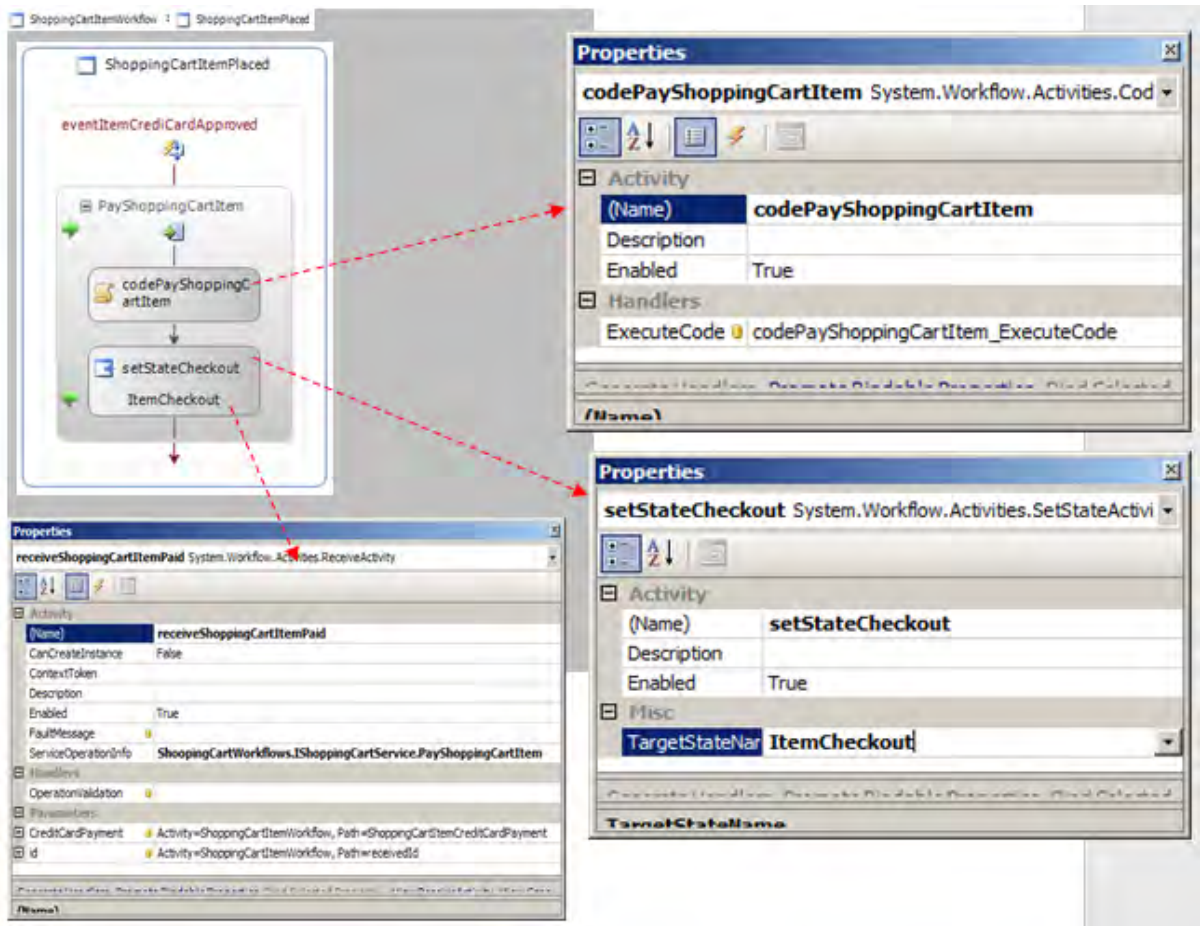 ShoppingCartItemWorkflow : ShoppingCartItemPlaced
ShoppingCartItemPlaced
eventItemCrediCardApproved
PayShoppingCartItem
codePayShoppingC
artItem
setStateCheckout
ItemCheckout
Properties
codePayShoppingCartItem System.Workflow.Activities.Cod
Activity
(Name) codePayShoppingCartItem
Description
Enabled True
Handlers
ExecuteCode codePayShoppingCartItem_ExecuteCode
(Name)
Properties
setStateCheckout System.Workflow.Activities.SetStateActivi
Activity
(Name) setStateCheckout
Description
Enabled True
Misc
TargetStateNar ItemCheckout
TargetStateName
Properties
receiveShoppingCartItemPaid System.Workflow.Activities.ReceiveActivity
Activity
(Name) receiveShoppingCartItemPaid
CanCreateInstance False
ContextToken
Description
Enabled True
FaultMessage
ServiceOperationInfo ShoopingCartWorkflows.IShoppingCartService.PayShoppingCartItem
Handlers
OperationValidation
Parameters
CreditCardPayment Activity=ShoppingCartItemWorkflow, Path=ShoppingCartItemCreditCardPayment
id Activity=ShoppingCartItemWorkflow, Path=receivedId
(Name)